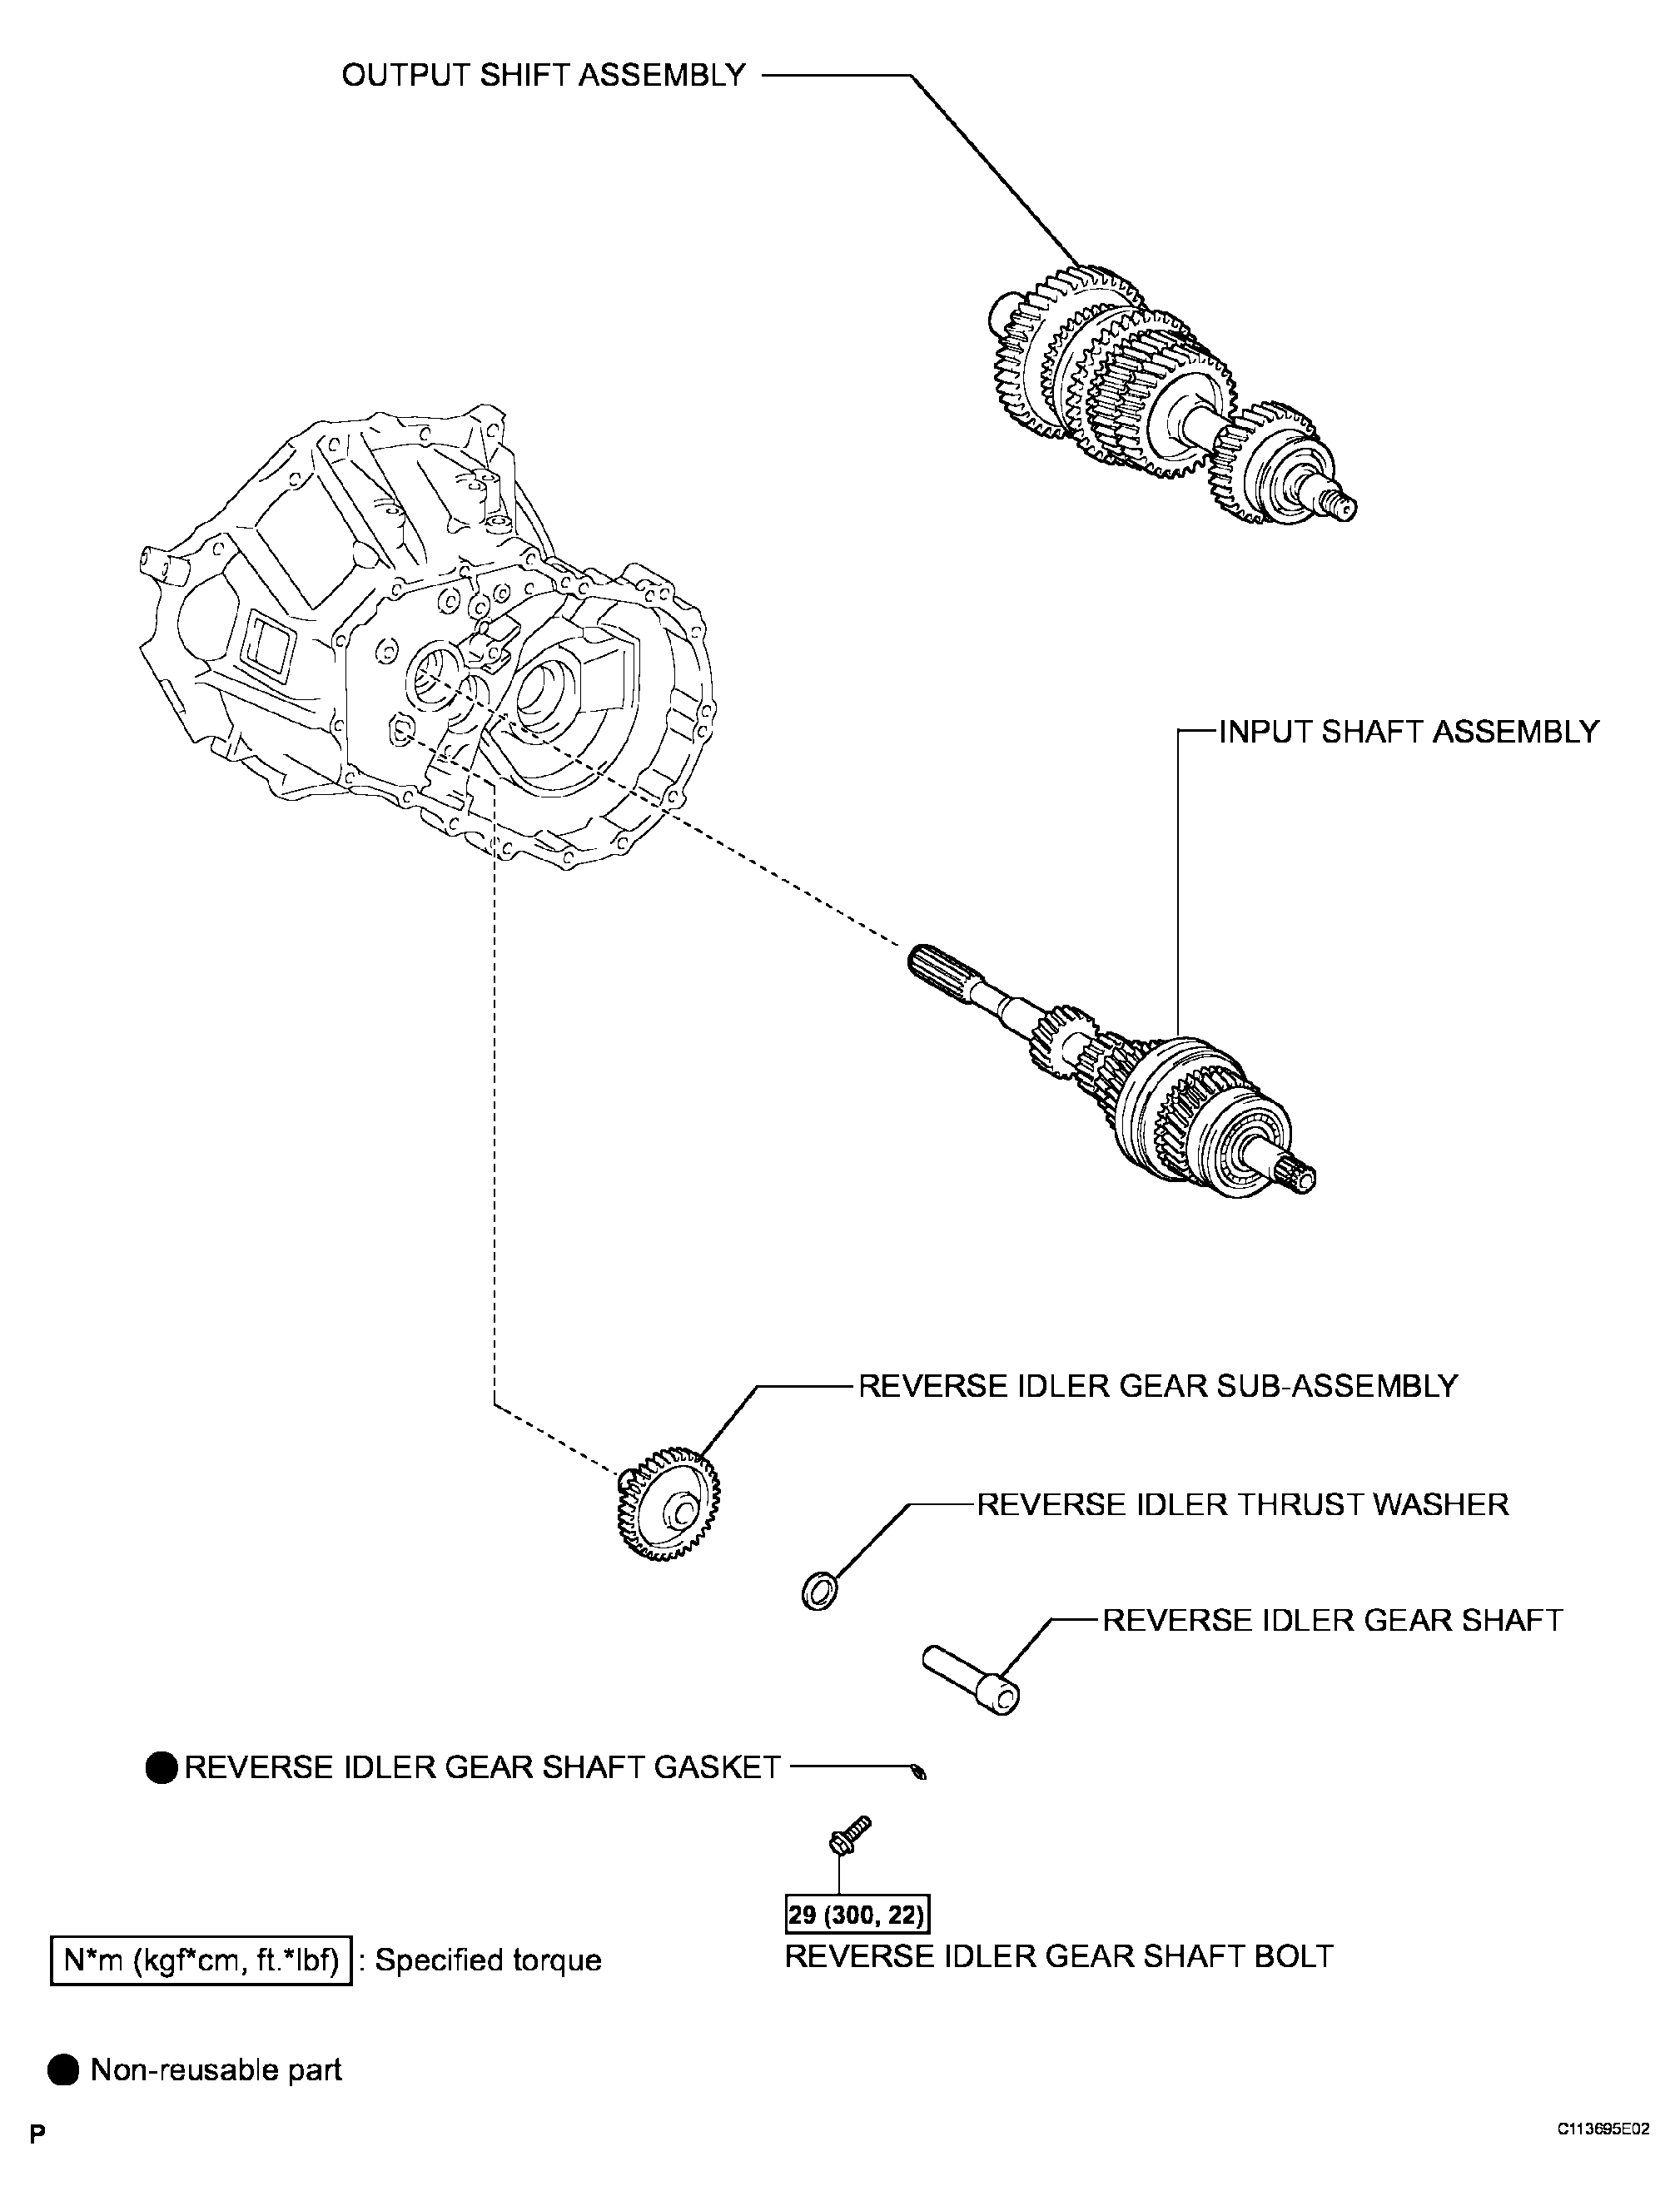 OUTPUT SHIFT ASSEMBLY
INPUT SHAFT ASSEMBLY
REVERSE IDLER GEAR SUB-ASSEMBLY
REVERSE IDLER THRUST WASHER
REVERSE IDLER GEAR SHAFT
REVERSE IDLER GEAR SHAFT GASKET
29 (300, 22)
REVERSE IDLER GEAR SHAFT BOLT
N*m (kgf*cm, ft.*lbf) : Specified torque
Non-reusable part
P
C113695E02